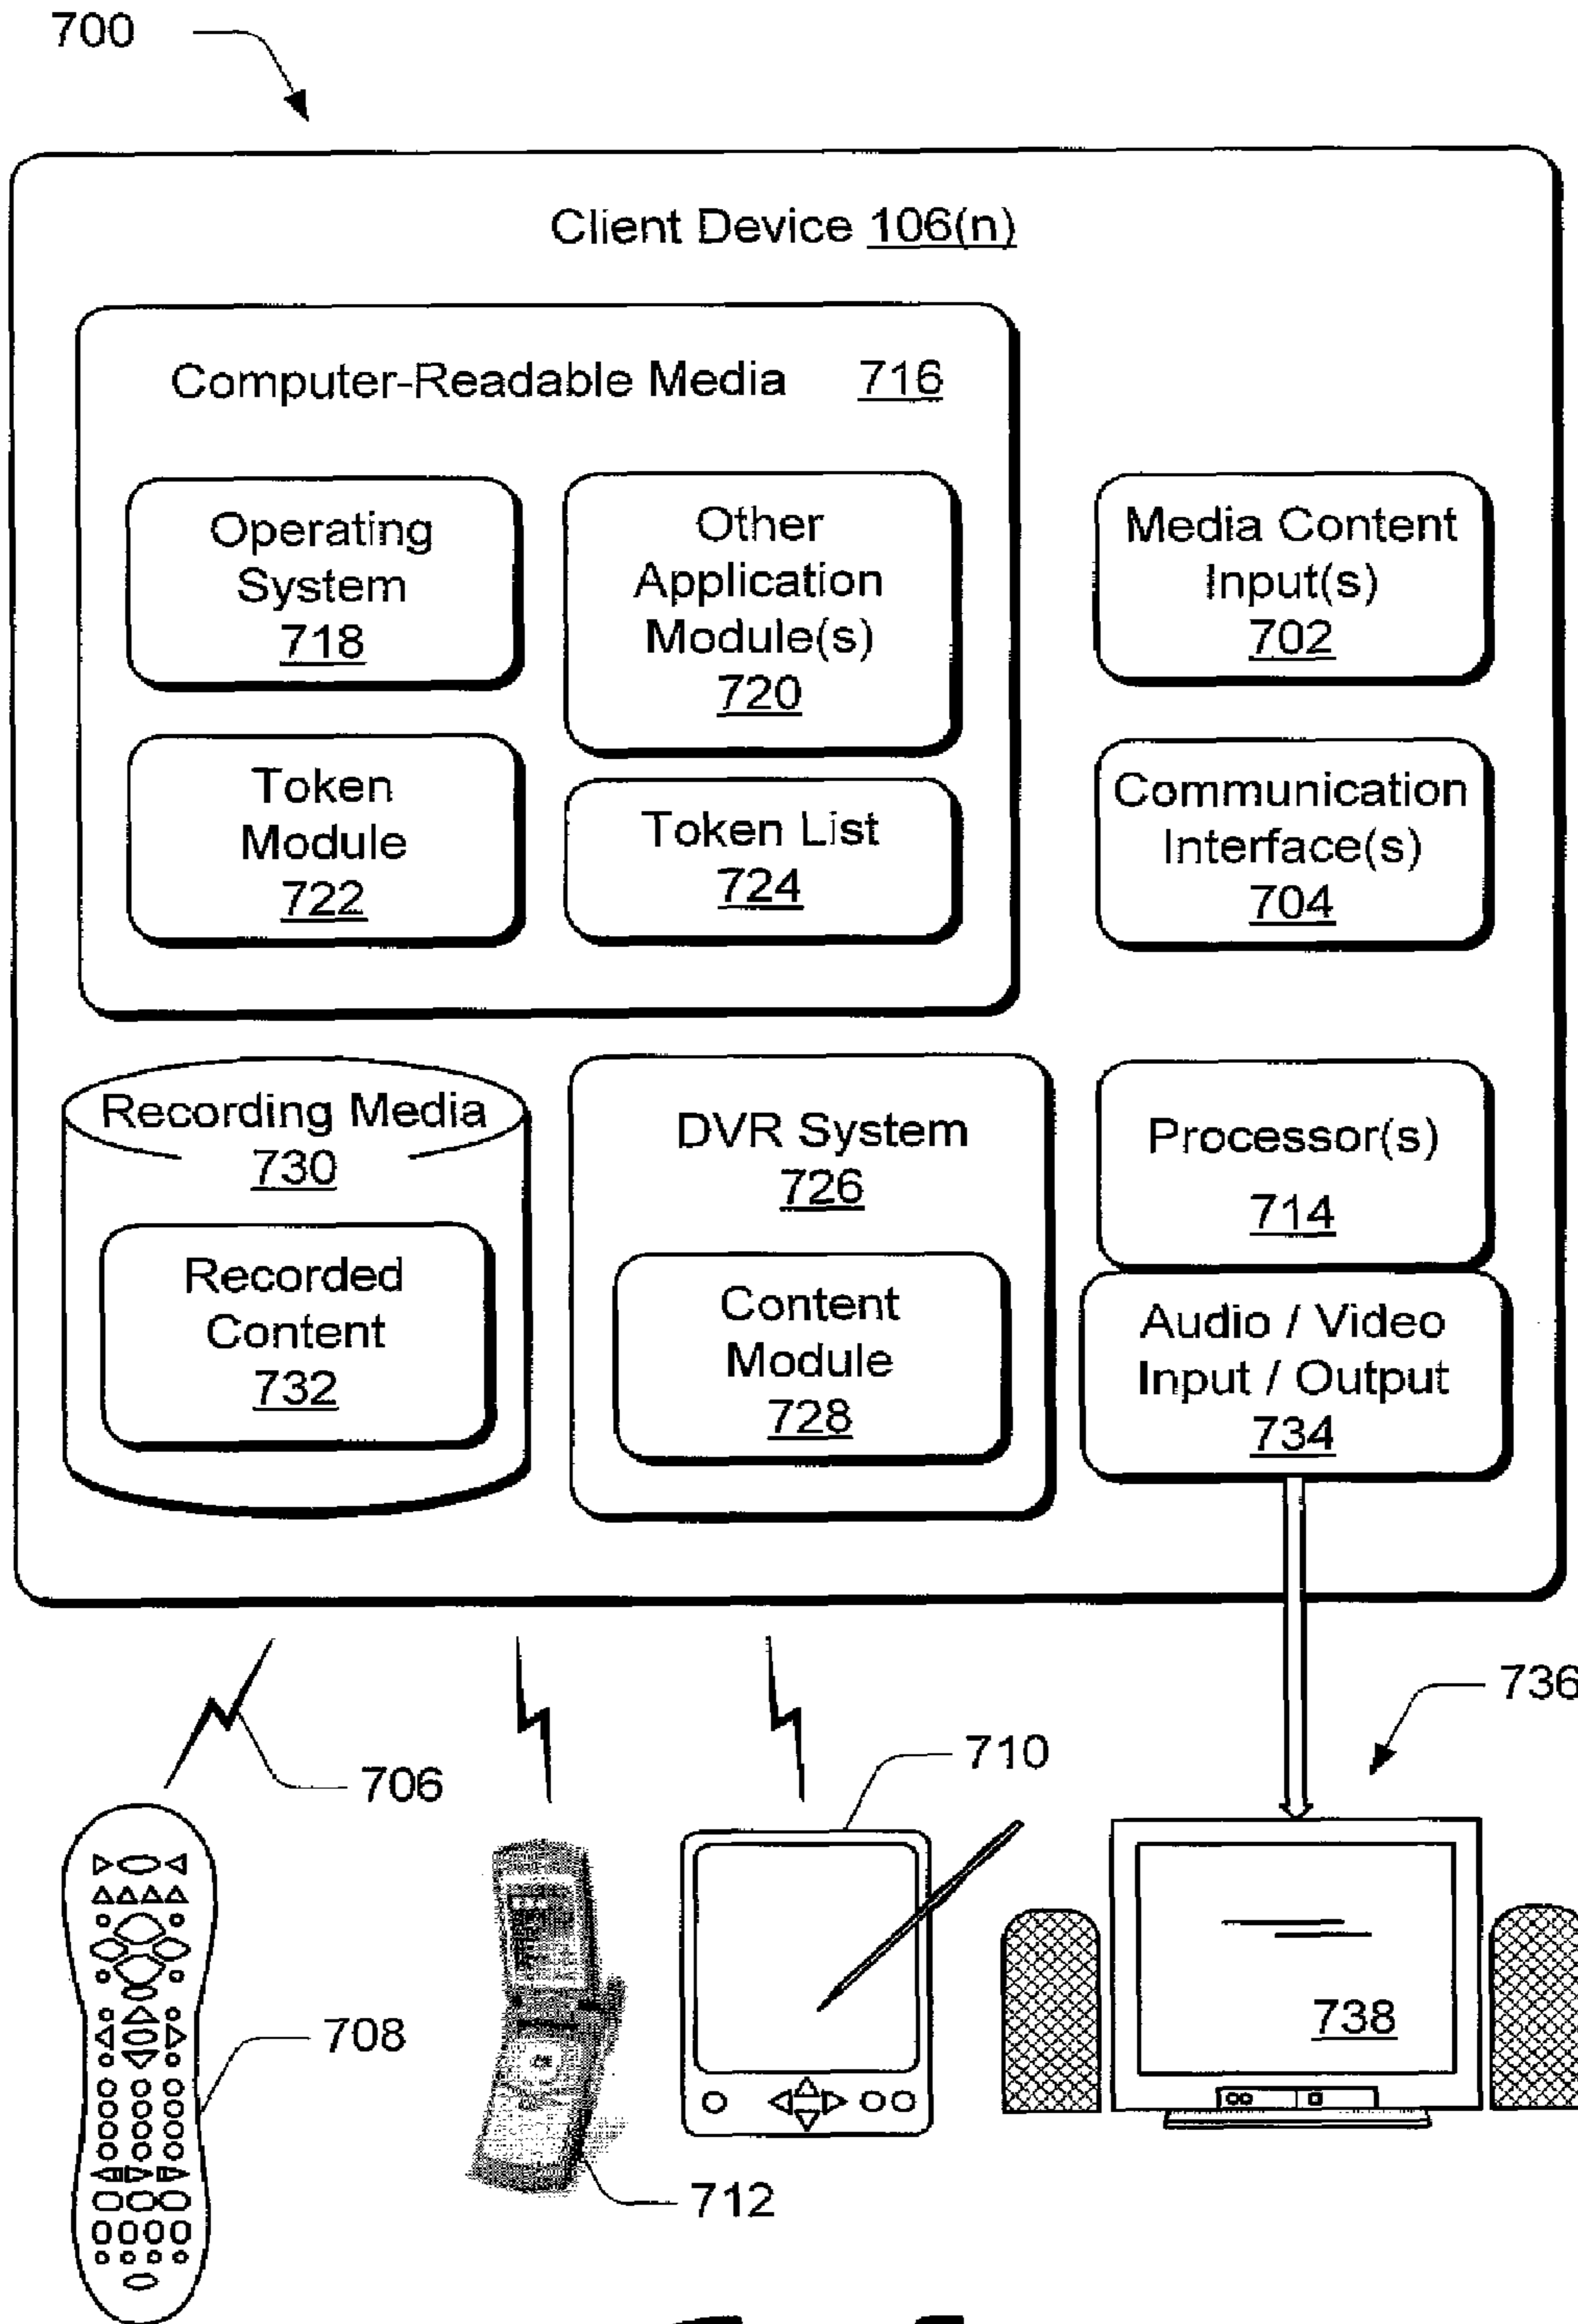 700
Client Device 106(n)
Computer-Readable Media 716
Operating
System
718
Other
Application
Module(s)
720
Media Content
Input(s)
702
Token
Module
722
Token List
724
Communication
Interface(s)
704
Recording Media
730
Recorded
Content
732
DVR System
726
Content
Module
728
Processor(s)
714
Audio / Video
Input / Output
734
736
706
710
708
712
738